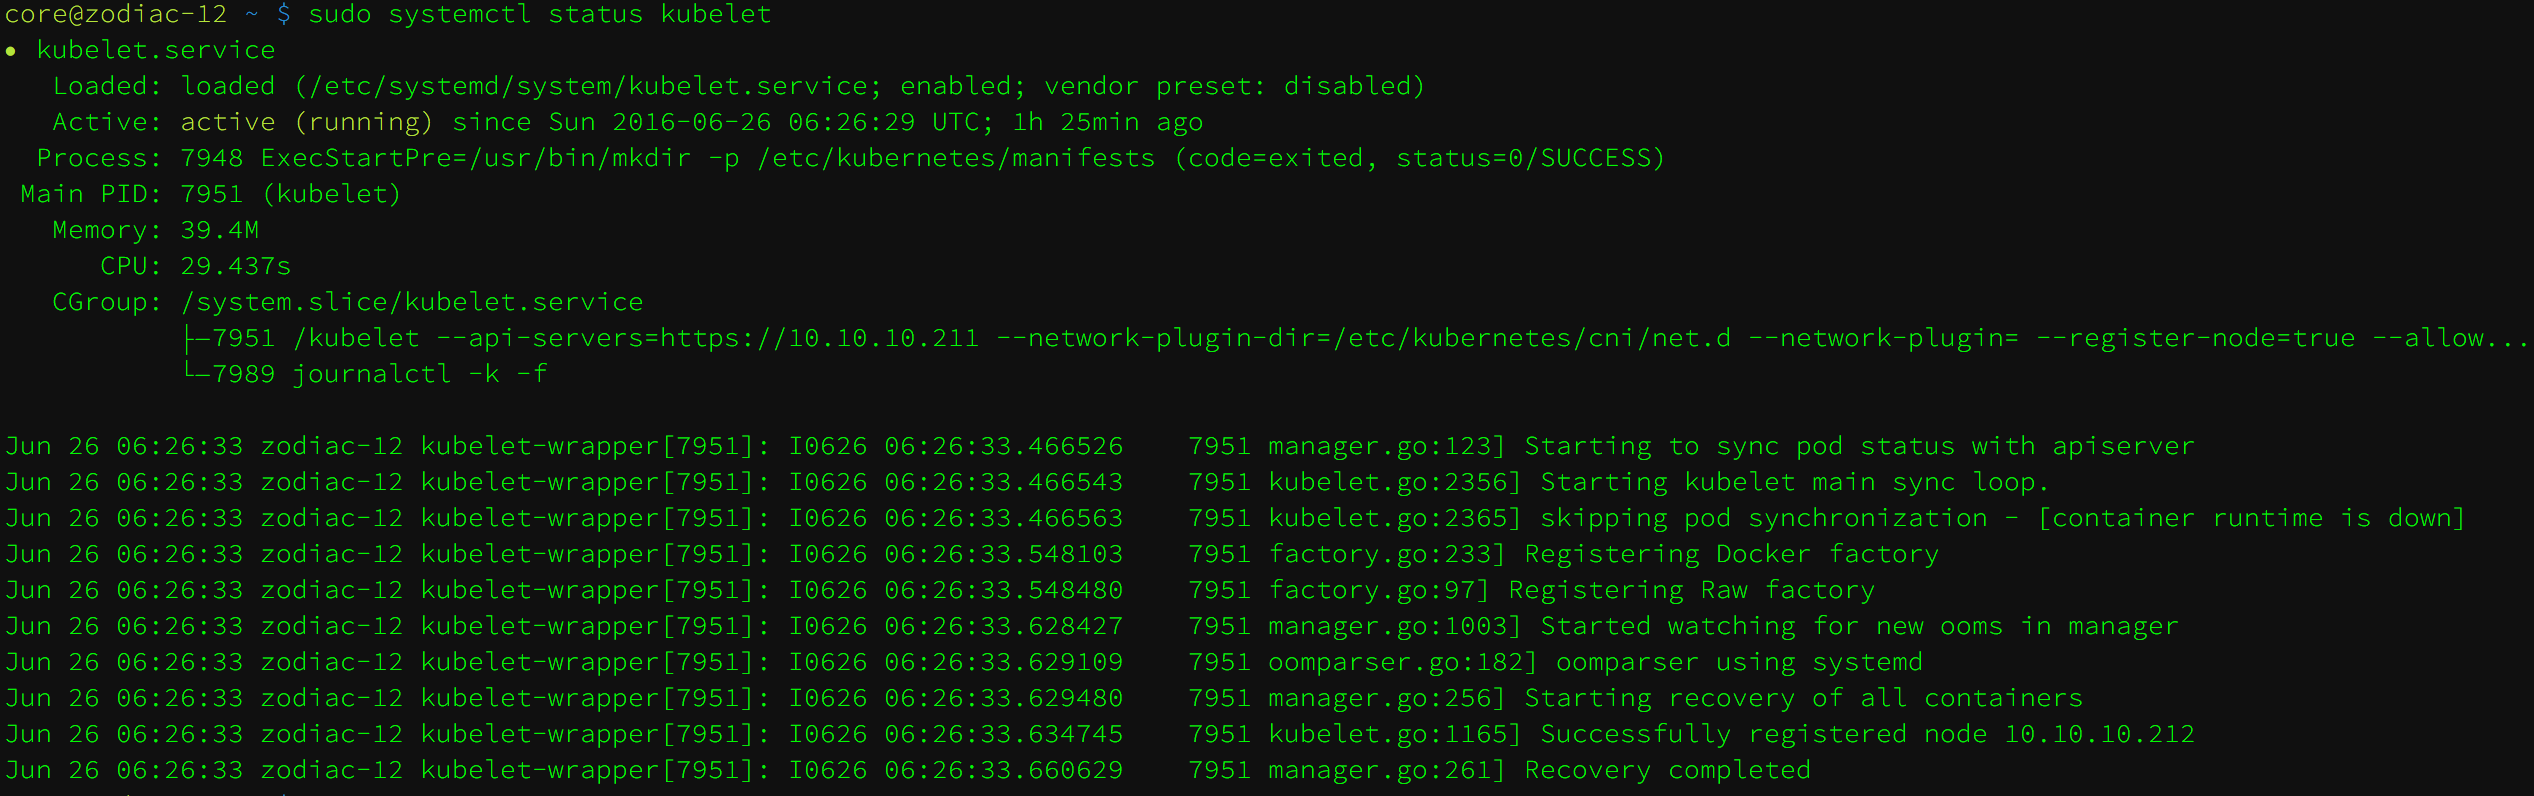 core@zodiac-12 ~ $ sudo systemctl status kubelet
● kubelet.service
   Loaded: loaded (/etc/systemd/system/kubelet.service; enabled; vendor preset: disabled)
   Active: active (running) since Sun 2016-06-26 06:26:29 UTC; 1h 25min ago
  Process: 7948 ExecStartPre=/usr/bin/mkdir -p /etc/kubernetes/manifests (code=exited, status=0/SUCCESS)
 Main PID: 7951 (kubelet)
   Memory: 39.4M
      CPU: 29.437s
   CGroup: /system.slice/kubelet.service
           ├─7951 /kubelet --api-servers=https://10.10.10.211 --network-plugin-dir=/etc/kubernetes/cni/net.d --network-plugin= --register-node=true --allow...
           └─7989 journalctl -k -f

Jun 26 06:26:33 zodiac-12 kubelet-wrapper[7951]: I0626 06:26:33.466526    7951 manager.go:123] Starting to sync pod status with apiserver
Jun 26 06:26:33 zodiac-12 kubelet-wrapper[7951]: I0626 06:26:33.466543    7951 kubelet.go:2356] Starting kubelet main sync loop.
Jun 26 06:26:33 zodiac-12 kubelet-wrapper[7951]: I0626 06:26:33.466563    7951 kubelet.go:2365] skipping pod synchronization - [container runtime is down]
Jun 26 06:26:33 zodiac-12 kubelet-wrapper[7951]: I0626 06:26:33.548103    7951 factory.go:233] Registering Docker factory
Jun 26 06:26:33 zodiac-12 kubelet-wrapper[7951]: I0626 06:26:33.548480    7951 factory.go:97] Registering Raw factory
Jun 26 06:26:33 zodiac-12 kubelet-wrapper[7951]: I0626 06:26:33.628427    7951 manager.go:1003] Started watching for new ooms in manager
Jun 26 06:26:33 zodiac-12 kubelet-wrapper[7951]: I0626 06:26:33.629109    7951 oomparser.go:182] oomparser using systemd
Jun 26 06:26:33 zodiac-12 kubelet-wrapper[7951]: I0626 06:26:33.629480    7951 manager.go:256] Starting recovery of all containers
Jun 26 06:26:33 zodiac-12 kubelet-wrapper[7951]: I0626 06:26:33.634745    7951 kubelet.go:1165] Successfully registered node 10.10.10.212
Jun 26 06:26:33 zodiac-12 kubelet-wrapper[7951]: I0626 06:26:33.660629    7951 manager.go:261] Recovery completed